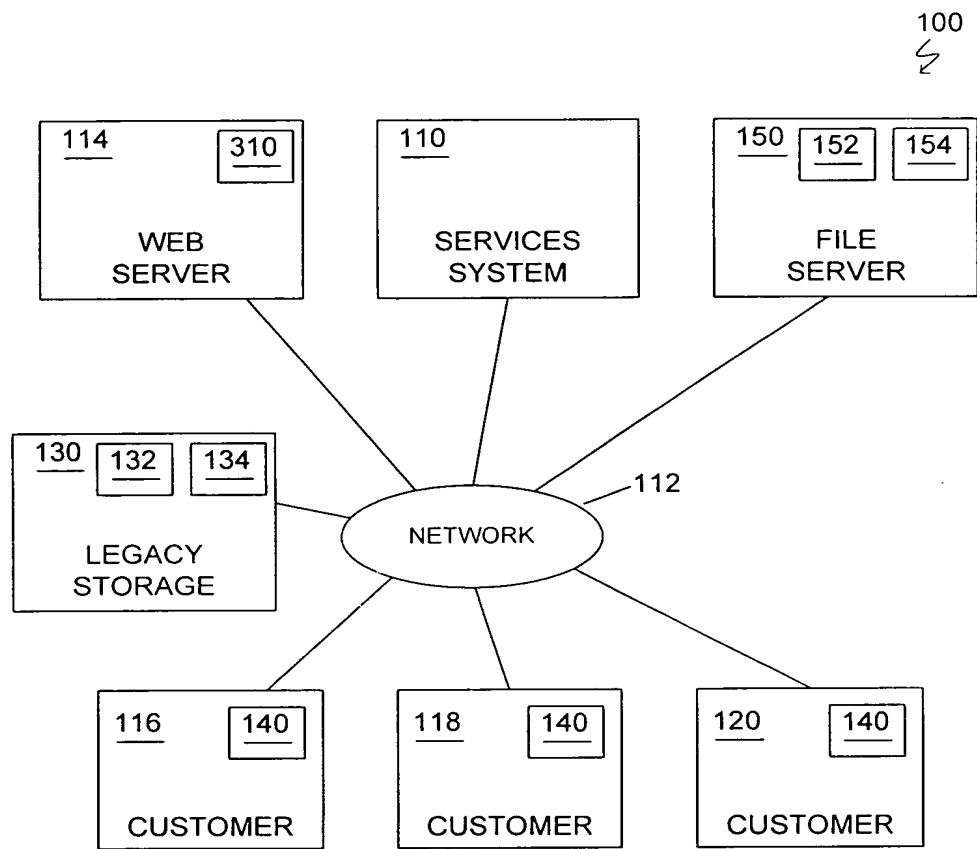 100
114
310
WEB
SERVER
110
SERVICES
SYSTEM
150
152
154
FILE
SERVER
130
132
134
LEGACY
STORAGE
NETWORK
112
116
140
CUSTOMER
118
140
CUSTOMER
120
140
CUSTOMER